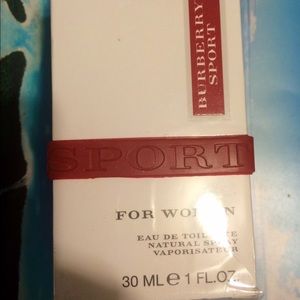 BURBERRY
SPORT
SPORT
FOR WOMEN
EAU DE TOILETTE
NATURAL SPRAY
VAPORISATEUR
30 ML e 1 FL.OZ.